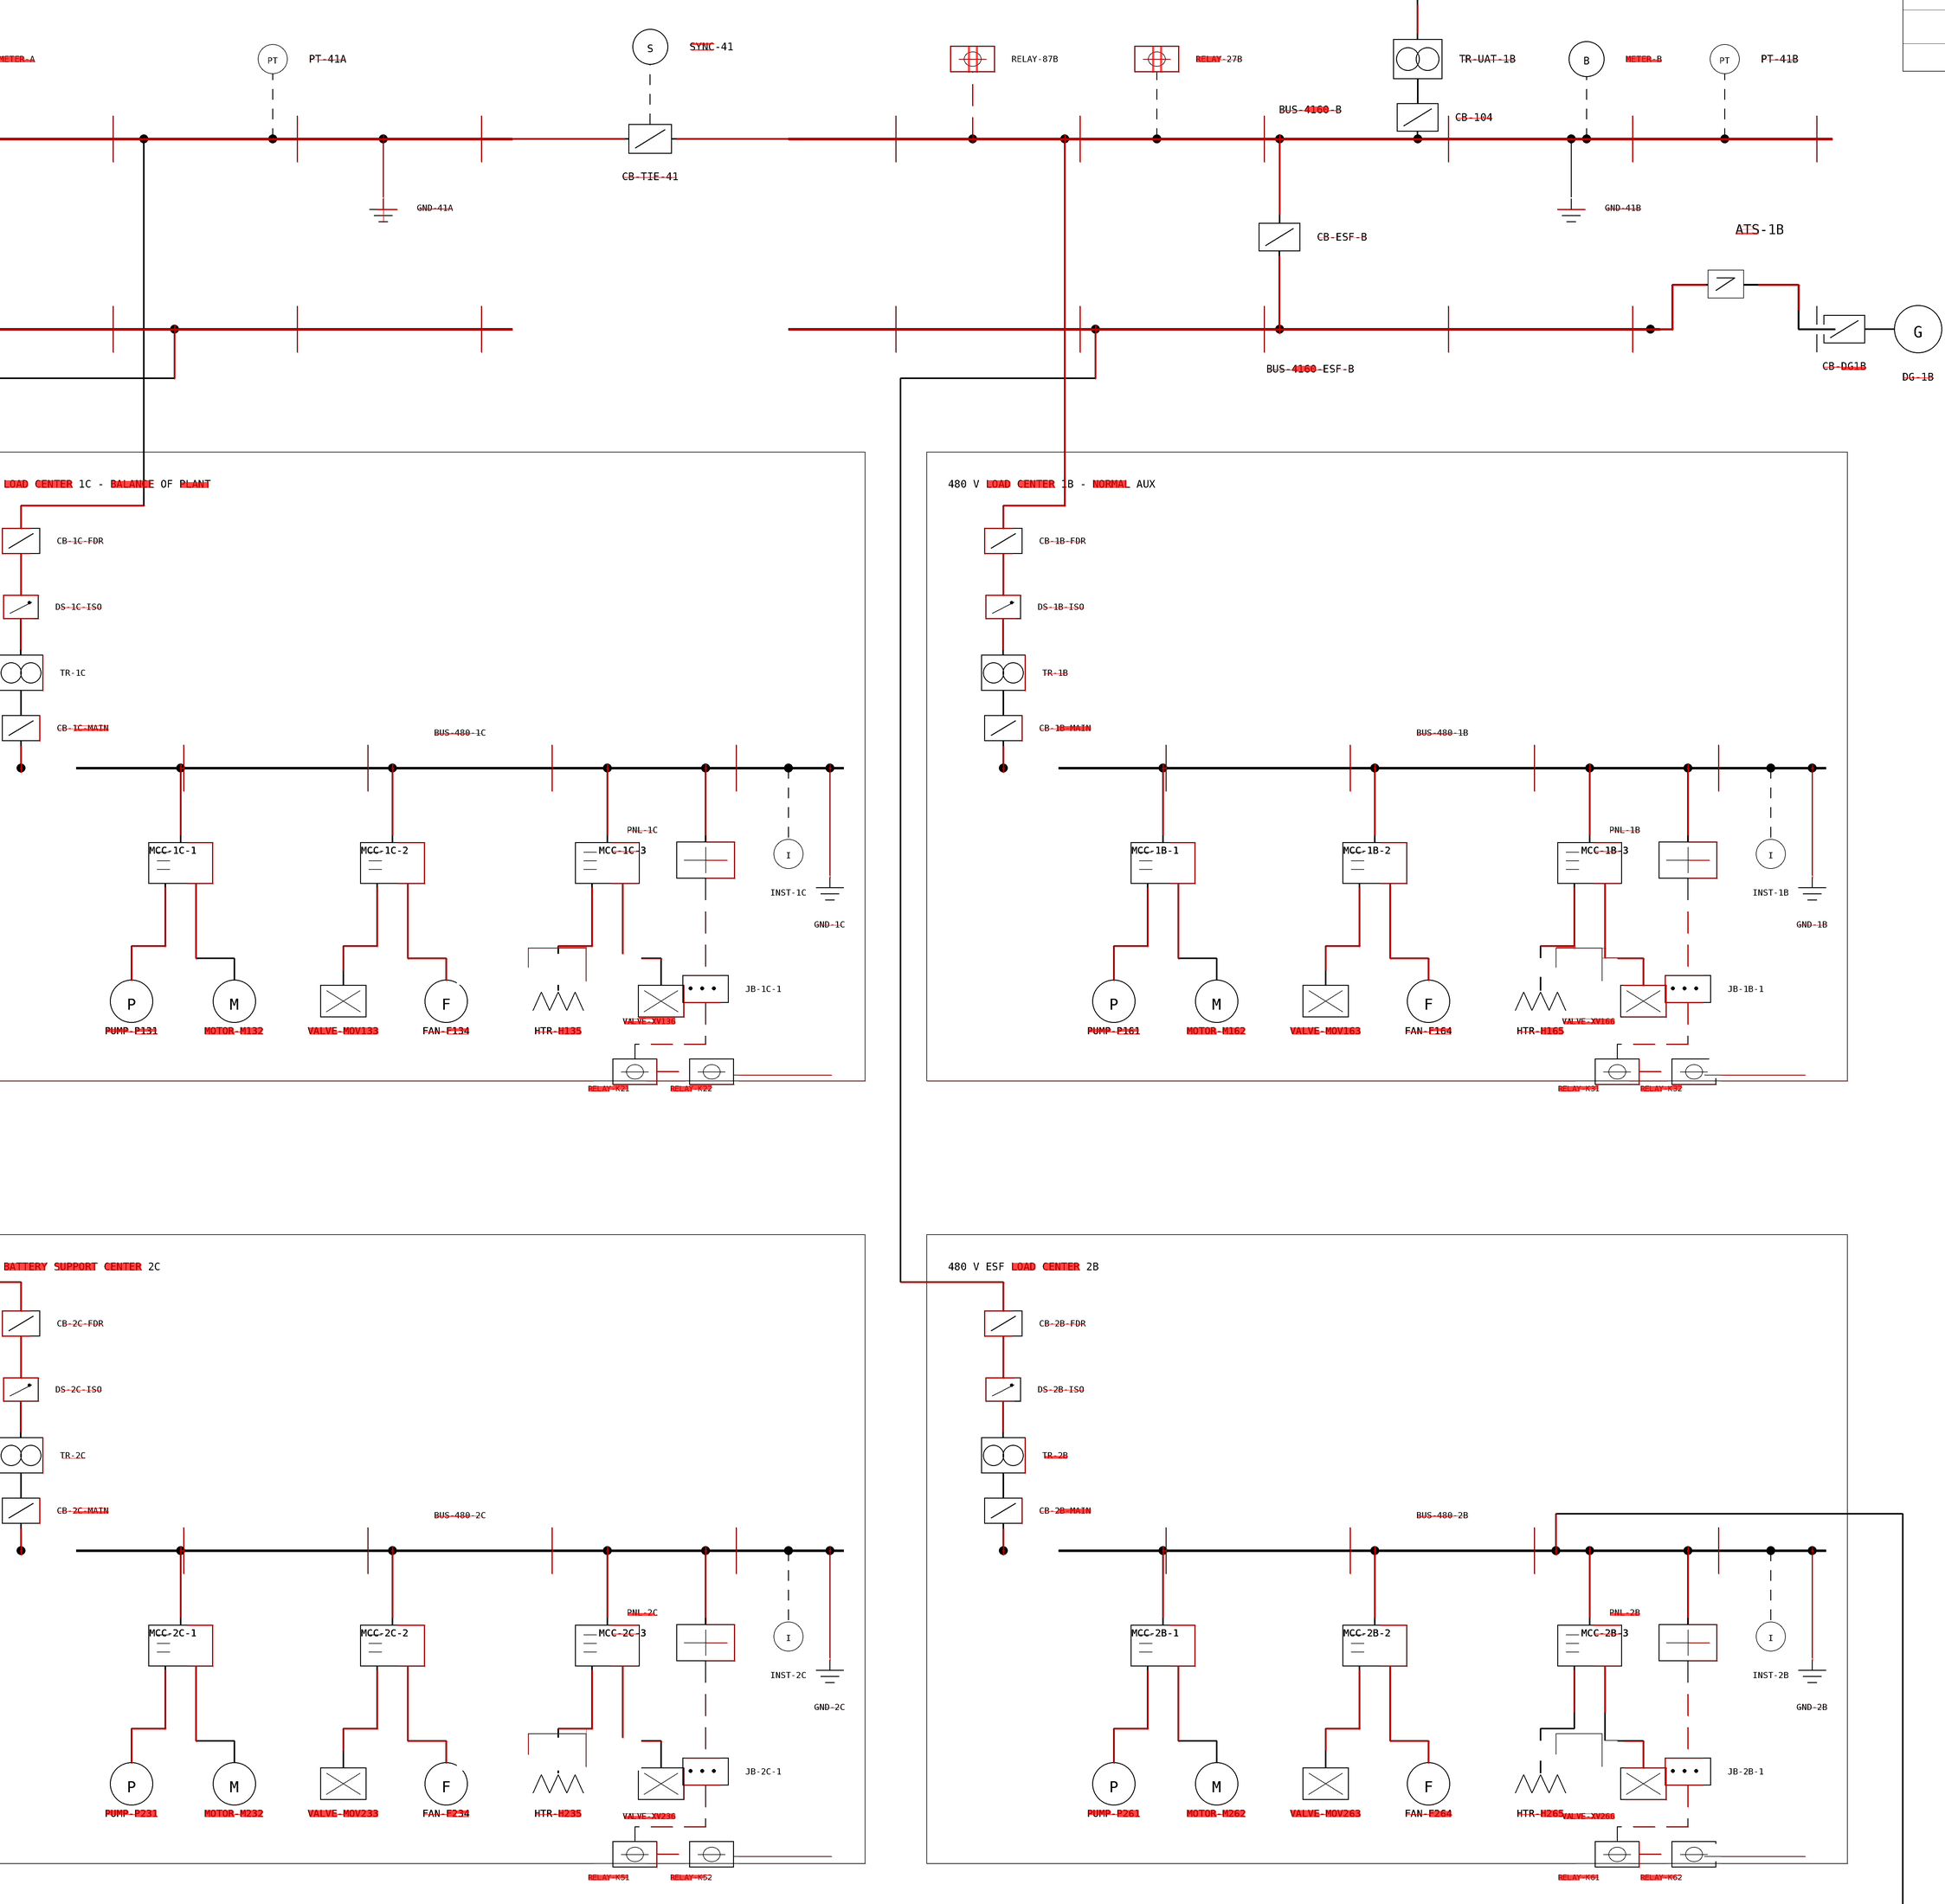 METER-A
PT
PT-41A
S
SYNC-41
RELAY-87B
RELAY-27B
TR-UAT-1B
B
METER-B
PT
PT-41B
BUS-4160-B
CB-104
CB-TIE-41
GND-41A
GND-41B
CB-ESF-B
ATS-1B
G
BUS-4160-ESF-B
CB-DG1B
DG-1B
LOAD CENTER 1C - BALANCE OF PLANT
CB-1C-FDR
DS-1C-ISO
TR-1C
CB-1C-MAIN
BUS-480-1C
PNL-1C
MCC-1C-1
MCC-1C-2
MCC-1C-3
I
INST-1C
GND-1C
P
M
F
JB-1C-1
VALVE-XV136
PUMP-P131
MOTOR-M132
VALVE-MOV133
FAN-F134
HTR-H135
RELAY-K21
RELAY-K22
480 V LOAD CENTER 1B - NORMAL AUX
CB-1B-FDR
DS-1B-ISO
TR-1B
CB-1B-MAIN
BUS-480-1B
PNL-1B
MCC-1B-1
MCC-1B-2
MCC-1B-3
I
INST-1B
GND-1B
P
M
F
JB-1B-1
VALVE-XV166
PUMP-P161
MOTOR-M162
VALVE-MOV163
FAN-F164
HTR-H165
RELAY-K31
RELAY-K32
BATTERY SUPPORT CENTER 2C
CB-2C-FDR
DS-2C-ISO
TR-2C
CB-2C-MAIN
BUS-480-2C
PNL-2C
MCC-2C-1
MCC-2C-2
MCC-2C-3
I
INST-2C
GND-2C
P
M
F
JB-2C-1
VALVE-XV236
PUMP-P231
MOTOR-M232
VALVE-MOV233
FAN-F234
HTR-H235
RELAY-K51
RELAY-K52
480 V ESF LOAD CENTER 2B
CB-2B-FDR
DS-2B-ISO
TR-2B
CB-2B-MAIN
BUS-480-2B
PNL-2B
MCC-2B-1
MCC-2B-2
MCC-2B-3
I
INST-2B
GND-2B
P
M
F
JB-2B-1
VALVE-XV266
PUMP-P261
MOTOR-M262
VALVE-MOV263
FAN-F264
HTR-H265
RELAY-K61
RELAY-K62